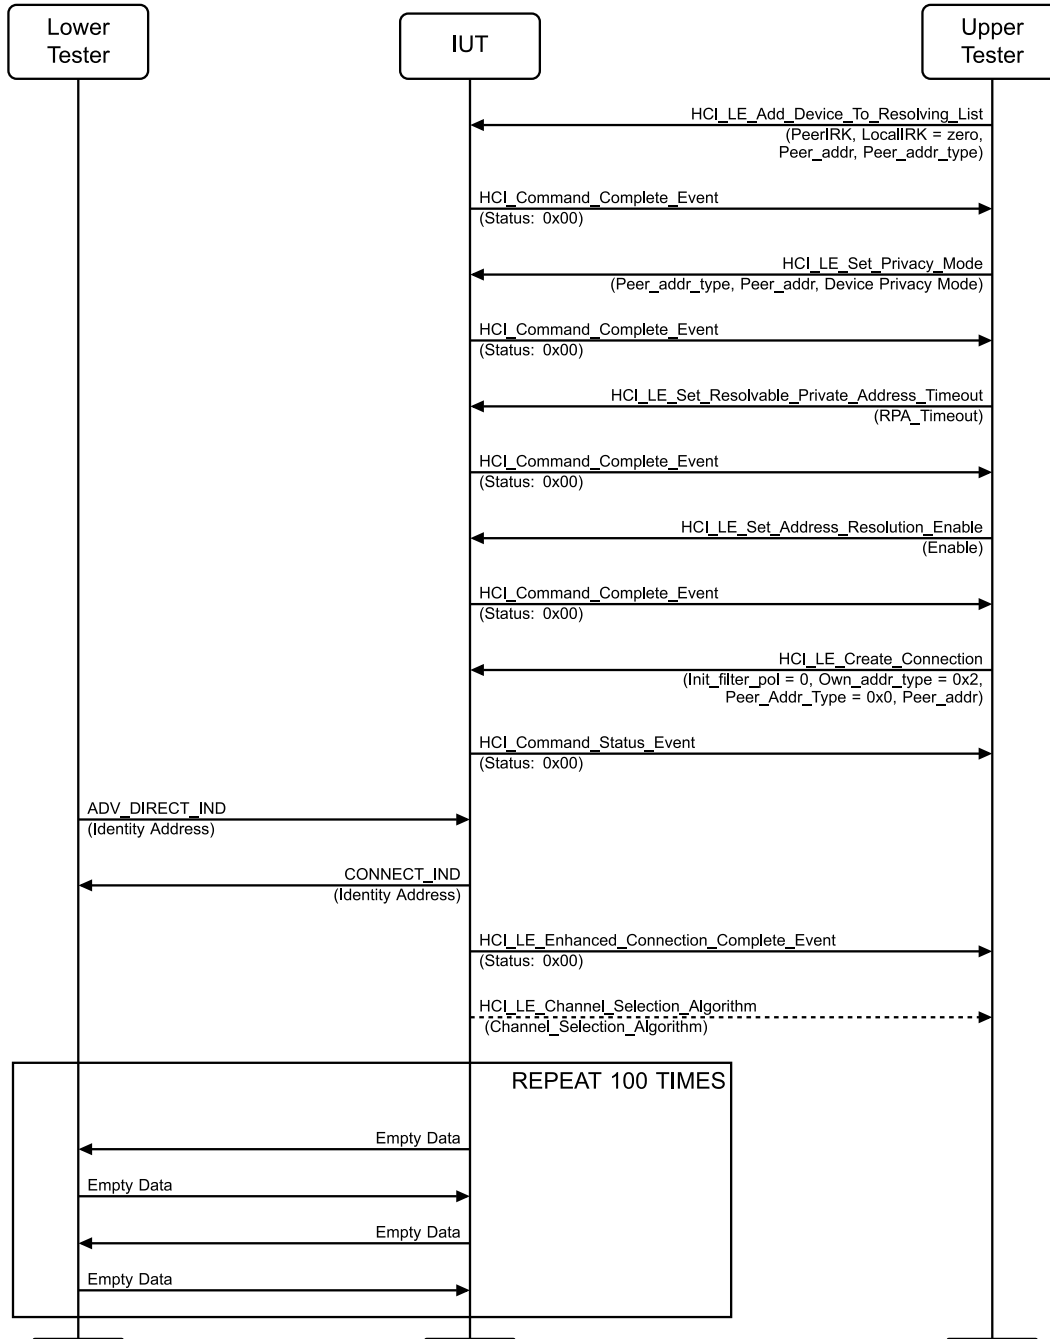 Lower
Tester
IUT
Upper
Tester
HCI_LE_Add_Device_To_Resolving_List
(PeerIRK, LocalIRK = zero,
Peer_addr, Peer_addr_type)
HCI_Command_Complete_Event
(Status: 0x00)
HCI_LE_Set_Privacy_Mode
(Peer_addr_type, Peer_addr, Device Privacy Mode)
HCI_Command_Complete_Event
(Status: 0x00)
HCI_LE_Set_Resolvable_Private_Address_Timeout
(RPA_Timeout)
HCI_Command_Complete_Event
(Status: 0x00)
HCI_LE_Set_Address_Resolution_Enable
(Enable)
HCI_Command_Complete_Event
(Status: 0x00)
HCI_LE_Create_Connection
(Init_filter_pol = 0, Own_addr_type = 0x2,
Peer_Addr_Type = 0x0, Peer_addr)
HCI_Command_Status_Event
(Status: 0x00)
ADV_DIRECT_IND
(Identity Address)
CONNECT_IND
(Identity Address)
HCI_LE_Enhanced_Connection_Complete_Event
(Status: 0x00)
HCI_LE_Channel_Selection_Algorithm
(Channel_Selection_Algorithm)
REPEAT 100 TIMES
Empty Data
Empty Data
Empty Data
Empty Data